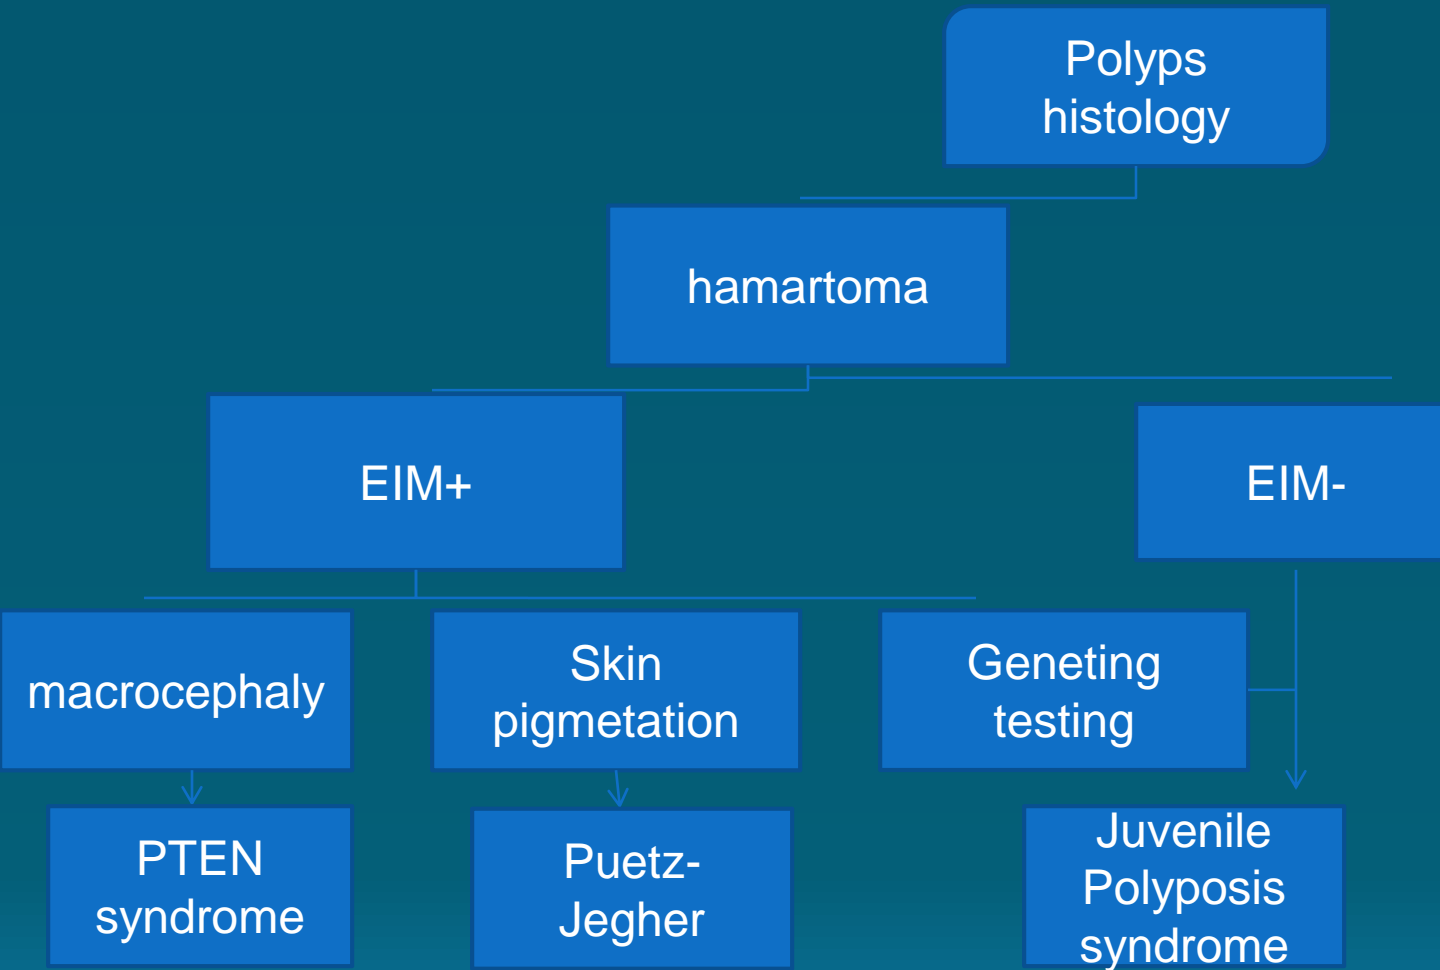 Polyps
histology
hamartoma
EIM+
EIM-
macrocephaly
Skin
pigmetation
Geneting
testing
PTEN
syndrome
Puetz-
Jegher
Juvenile
Polyposis
syndrome